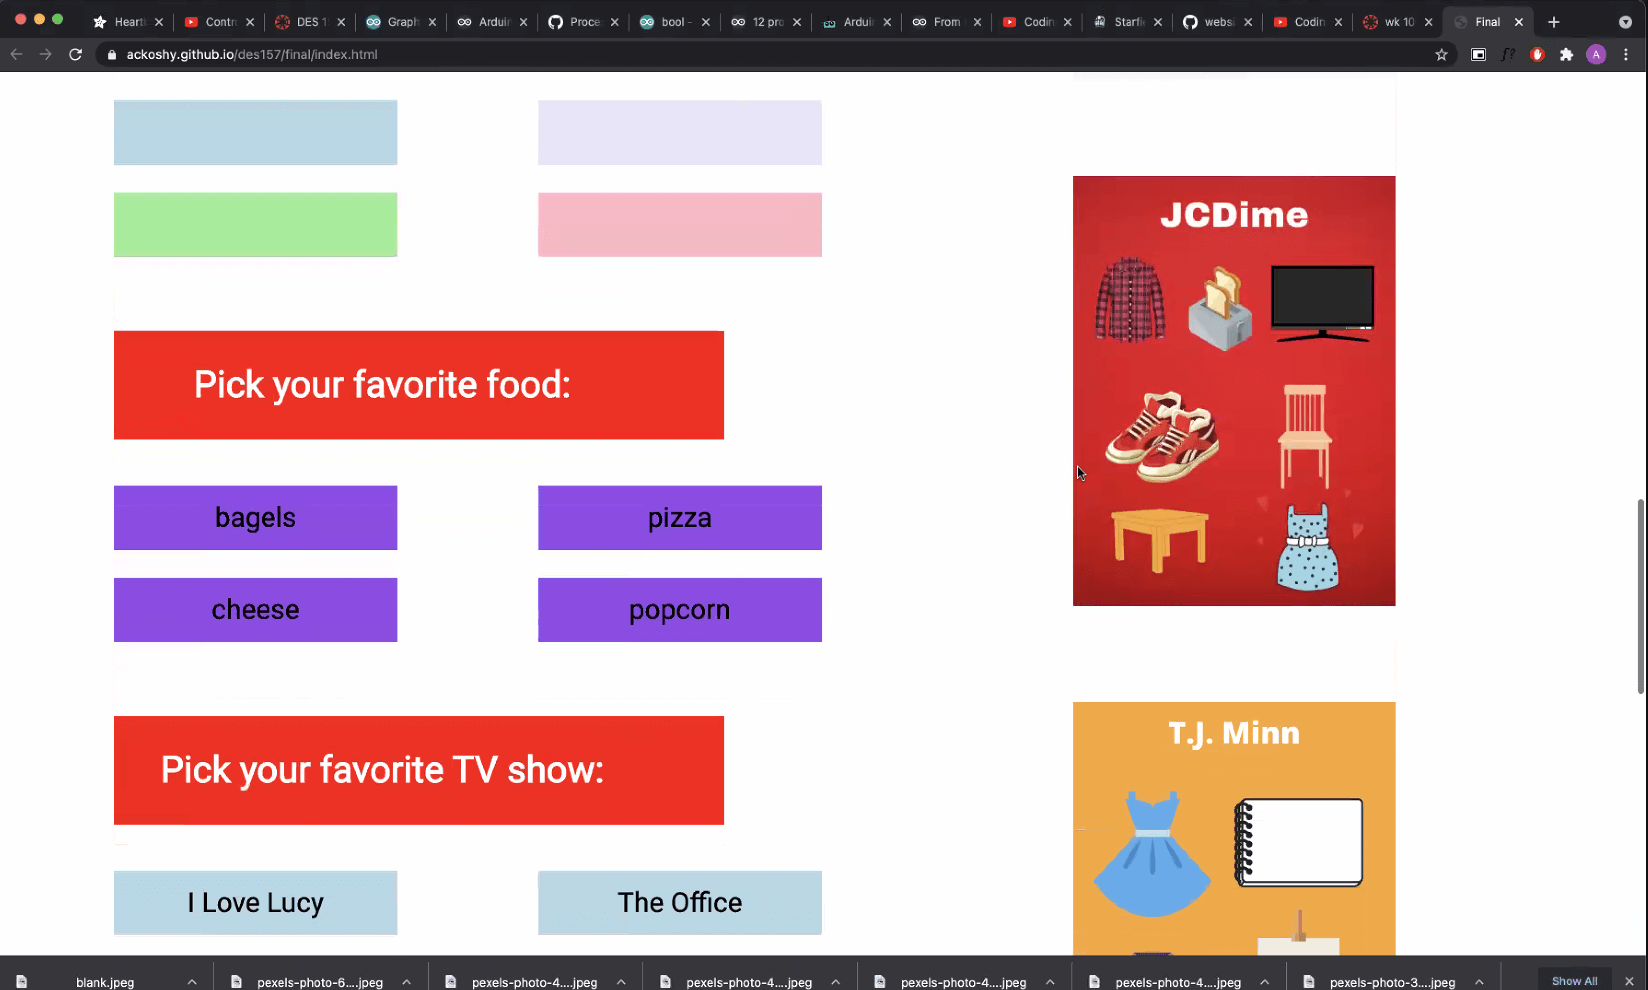 Heart
Contr
DES 1
Graph
Arduin
Proce
bool -
12 pro
Ardui
From
Codin
Starfi
websi
Codin
wk 10
Final
ackoshy.github.io/des157/final/index.html
A
Pick your favorite food:
bagels
pizza
cheese
popcorn
Pick your favorite TV show:
I Love Lucy
The Office
JCDime
T.J. Minn
blank.jpeg
pexels-photo-6....jpeg
pexels-photo-4....jpeg
pexels-photo-4....jpeg
pexels-photo-4....jpeg
pexels-photo-4....jpeg
pexels-photo-3....jpeg
Show All